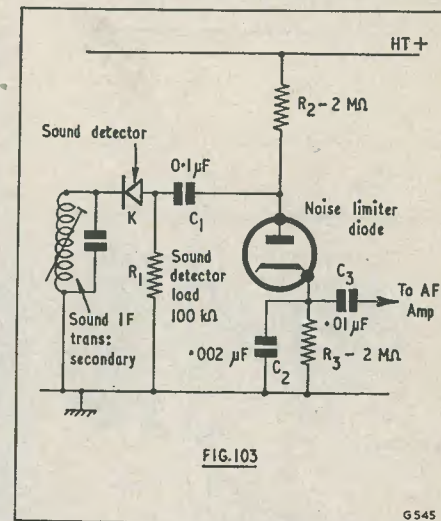 HT+
R2 – 2 MΩ
Sound detector
0·1 µF
K
C1
Noise limiter
diode
R1
Sound
detector
load
100 kΩ
C3
To AF
Amp
·01 µF
Sound IF
trans:
secondary
·002 µF
C2
R3 – 2 MΩ
FIG.103
G545